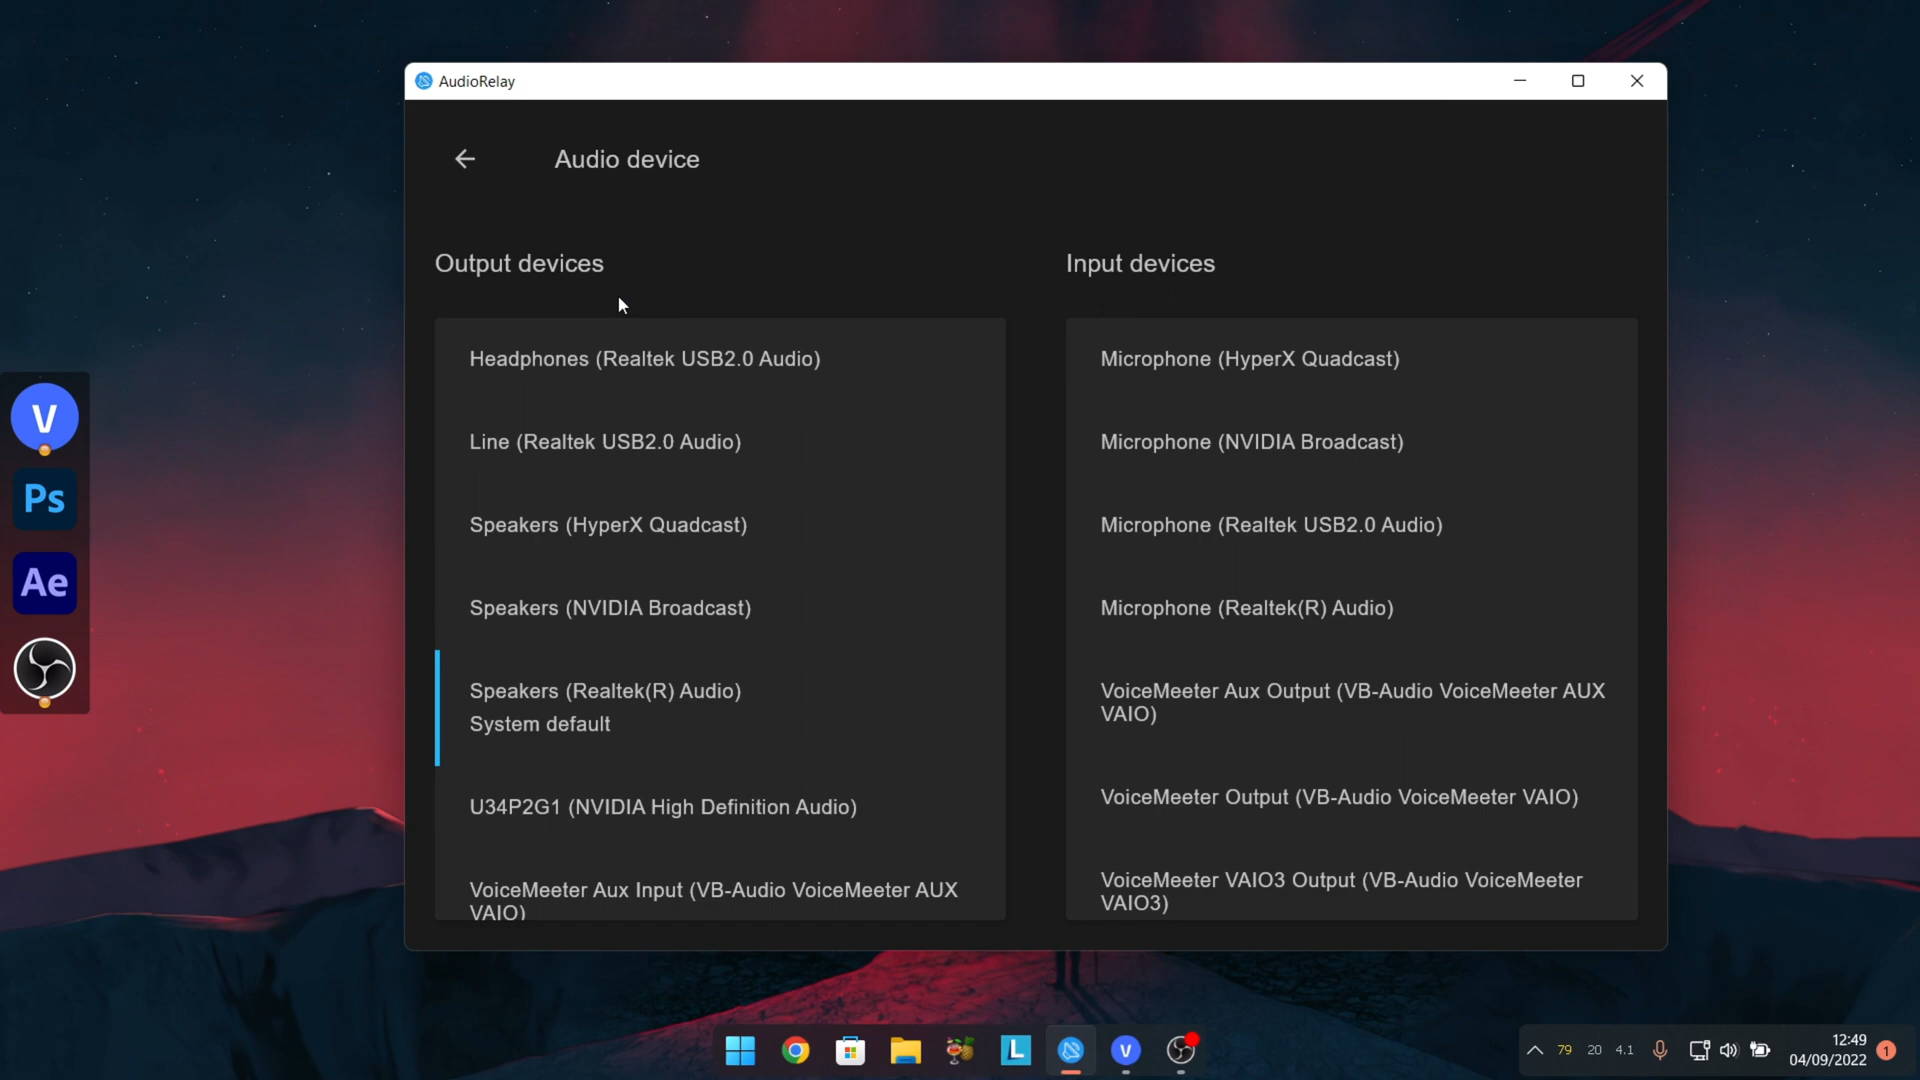 AudioRelay
Audio device
Output devices
Headphones (Realtek USB2.0 Audio)
Line (Realtek USB2.0 Audio)
Speakers (HyperX Quadcast)
Speakers (NVIDIA Broadcast)
Speakers (Realtek(R) Audio)
System default
U34P2G1 (NVIDIA High Definition Audio)
VoiceMeeter Aux Input (VB-Audio VoiceMeeter AUX
VAIO)
Input devices
Microphone (HyperX Quadcast)
Microphone (NVIDIA Broadcast)
Microphone (Realtek USB2.0 Audio)
Microphone (Realtek(R) Audio)
VoiceMeeter Aux Output (VB-Audio VoiceMeeter AUX
VAIO)
VoiceMeeter Output (VB-Audio VoiceMeeter VAIO)
VoiceMeeter VAIO3 Output (VB-Audio VoiceMeeter
VAIO3)
V
Ps
Ae
L
V
79 20 4.1
12:49
04/09/2022
1